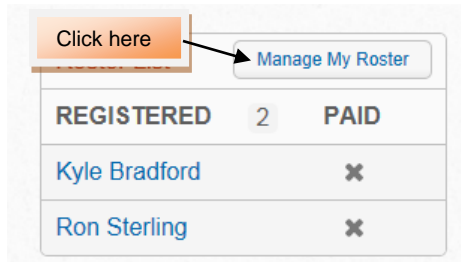 Click here
Manage My Roster
REGISTERED 2 PAID
Kyle Bradford
Ron Sterling